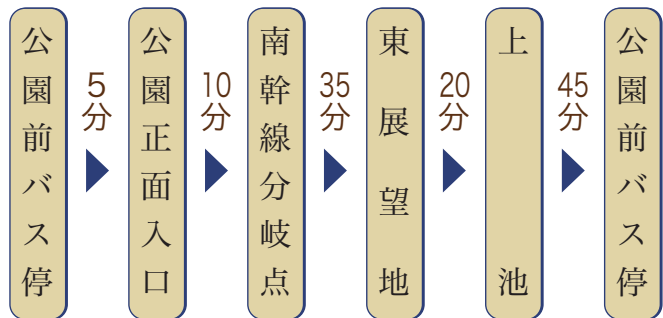 公園前バス停
5分
公園正面入口
10分
南幹線分岐点
35分
東展望地
20分
上池
45分
公園前バス停